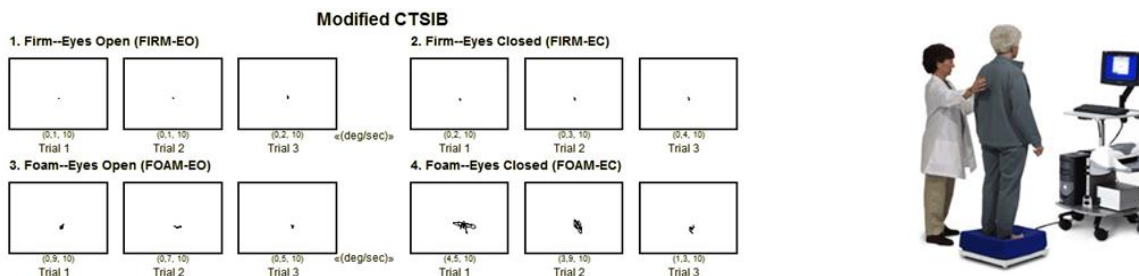 Modified CTSIB
1. Firm--Eyes Open (FIRM-EO)
2. Firm--Eyes Closed (FIRM-EC)
(0,1, 10) (0,1, 10) (0,2, 10) «(deg/sec)» (0,2, 10) (0,3, 10) (0,4, 10)
Trial 1 Trial 2 Trial 3 Trial 1 Trial 2 Trial 3
3. Foam--Eyes Open (FOAM-EO)
4. Foam--Eyes Closed (FOAM-EC)
(0,9, 10) (0,7, 10) (0,5, 10) «(deg/sec)» (4,5, 10) (3,9, 10) (1,3, 10)
Trial 1 Trial 2 Trial 3 Trial 1 Trial 2 Trial 3